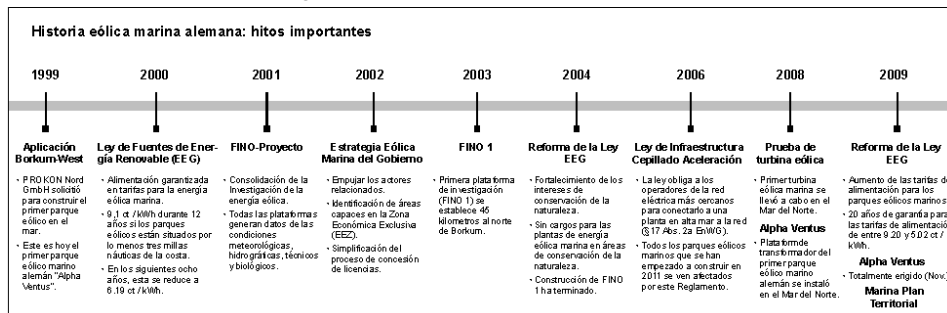 Historia eólica marina alemana: hitos importantes
1999
2000
2001
2002
2003
2004
2006
2008
2009
Aplicación
Borkum-West
· PROKON Nord
GmbH solicitió
para construir el
primer parque
eólico en el
mar.
· Este es hoy el
primer parque
eólico marino
alemán "Alpha
Ventus".
Ley de Fuentes de Ener-
gía Renovable (EEG)
· Alimentación garantizada
en tarifas para la energía
eólica marina.
· 9,1 ct / kWh durante 12
años si los parques
eólicos están situados por
lo menos tres millas
náuticas de la costa.
· En los siguientes ocho
años, esta se reduce a
6.19 ct / kWh.
FINO-Proyecto
· Consolidación de la
Investigación de la
energía eólica.
· Todas las plataformas
generan datos de las
condiciones
meteorológicas,
hidrográficas, técnicos
y biológicos.
Estrategia Eólica
Marina del Gobierno
· Empujar los actores
relacionados.
· Identificación de áreas
capaces en la Zona
Económica Exclusiva
(EEZ).
· Simplificación del
proceso de concesión
de licencias.
FINO 1
· Primera plataforma
de investigación
(FINO 1) se
establece 45
kilometros al norte
de Borkum.
Reforma de la Ley
EEG
· Fortalecimiento de los
intereses de
conservación de la
naturaleza.
· Sin cargos para las
plantas de energía
eólica marina en áreas
de conservación de la
naturaleza.
· Construcción de FINO
1 ha terminado.
Ley de Infraestructura
Cepillado Aceleración
· La ley obliga a los
operadores de la red
eléctrica más cercanos
para conectarlo a una
planta en alta mar a la red
(§17 Abs. 2a EnWG).
· Todos los parques eólicos
marinos que se han
empezado a construir en
2011 se ven afectados
por este Reglamento.
Prueba de
turbina eólica
· Primer turbina
eólica marina se
llevó a cabo en el
Mar del Norte.
Alpha Ventus
· Plataform de
transformador del
primer parque
eólico marino
alemán se instaló
en el Mar del Norte.
Reforma de la Ley
EEG
· Aumento de las tarifas de
alimentación para los
parques eólicos marinos.
· 20 años de garantía para
las tarifas de alimentación
de entre 9.20 y 5.02 ct /
kWh.
Alpha Ventus
· Totalmente erigido (Nov.)
Marina Plan
Territorial